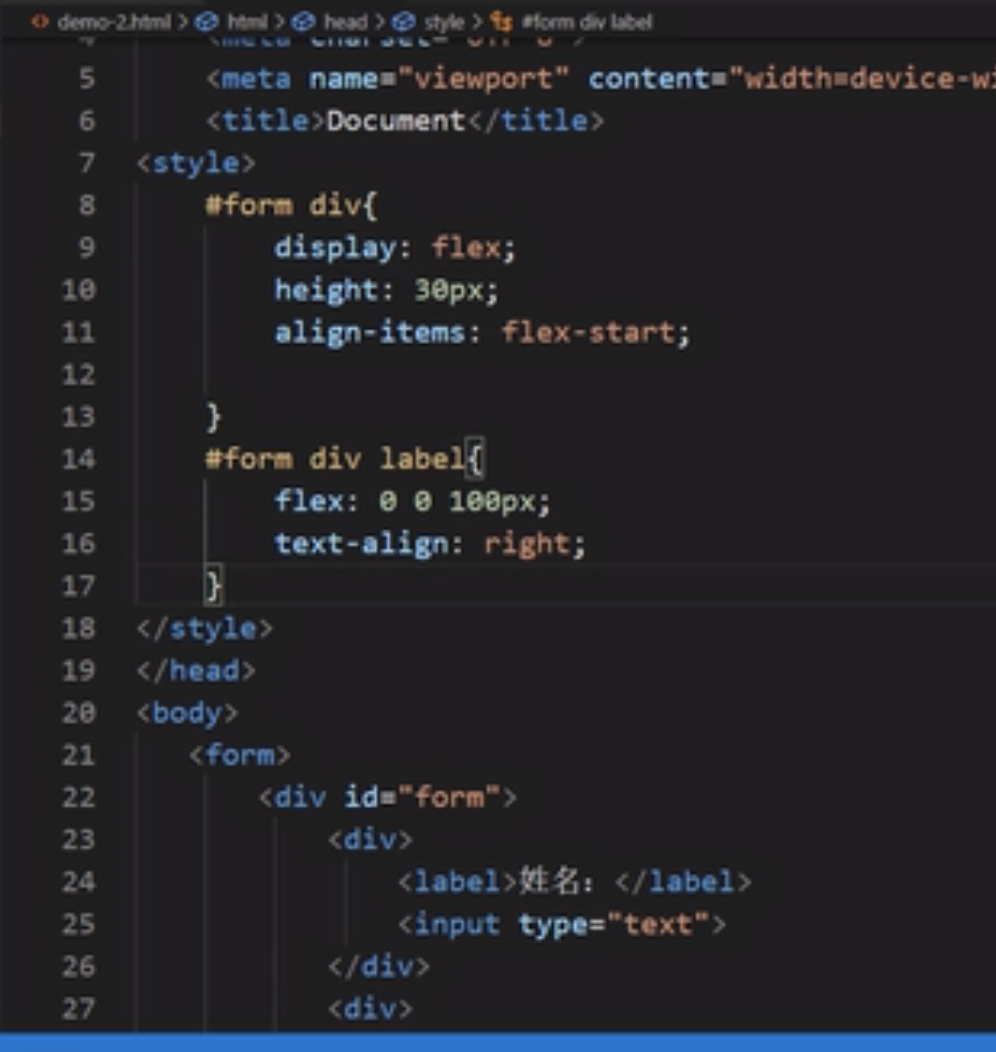 demo-2.html > html > head > style > #form div label
4 <meta charset="UTF-8">
5 <meta name="viewport" content="width=device-wi
6 <title>Document</title>
7 <style>
8 #form div{
9 display: flex;
10 height: 30px;
11 align-items: flex-start;
12
13 }
14 #form div label{
15 flex: 0 0 100px;
16 text-align: right;
17 }
18 </style>
19 </head>
20 <body>
21 <form>
22 <div id="form">
23 <div>
24 <label>姓名：</label>
25 <input type="text">
26 </div>
27 <div>